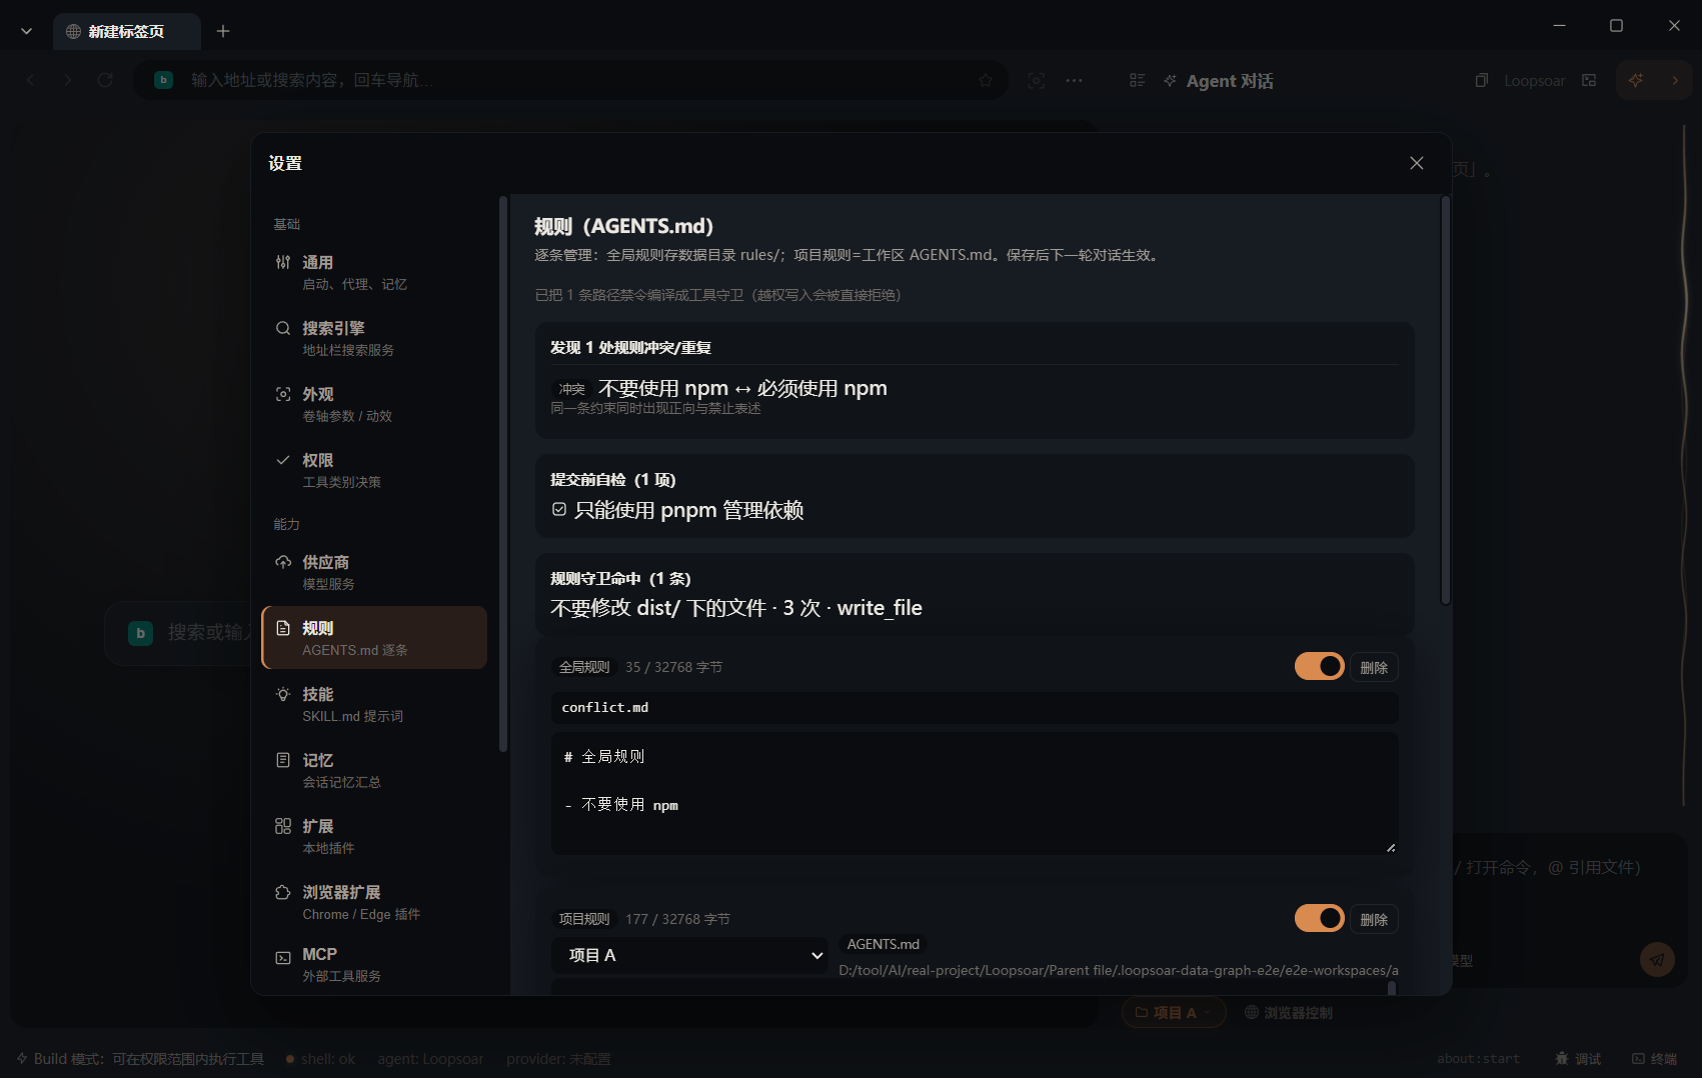 新建标签页
b
输入地址或搜索内容，回车导航...
Agent 对话
Loopsoar
页」。
设置
基础
通用
启动、代理、记忆
搜索引擎
地址栏搜索服务
外观
卷轴参数 / 动效
权限
工具类别决策
能力
供应商
模型服务
规则
AGENTS.md 逐条
技能
SKILL.md 提示词
记忆
会话记忆汇总
扩展
本地插件
浏览器扩展
Chrome / Edge 插件
MCP
外部工具服务
规则（AGENTS.md）
逐条管理：全局规则存数据目录 rules/；项目规则=工作区 AGENTS.md。保存后下一轮对话生效。
已把 1 条路径禁令编译成工具守卫（越权写入会被直接拒绝）
发现 1 处规则冲突/重复
冲突 不要使用 npm ↔ 必须使用 npm
同一条约束同时出现正向与禁止表述
提交前自检（1 项）
只能使用 pnpm 管理依赖
规则守卫命中（1 条）
不要修改 dist/ 下的文件 · 3 次 · write_file
全局规则 35 / 32768 字节
删除
conflict.md
# 全局规则
- 不要使用 npm
项目规则 177 / 32768 字节
删除
项目 A
AGENTS.md
D:/tool/AI/real-project/Loopsoar/Parent file/.loopsoar-data-graph-e2e/e2e-workspaces/a
b
搜索或输入
/ 打开命令，@ 引用文件)
模型
项目 A
浏览器控制
Build 模式：可在权限范围内执行工具
shell: ok
agent: Loopsoar
provider: 未配置
about:start
调试
终端